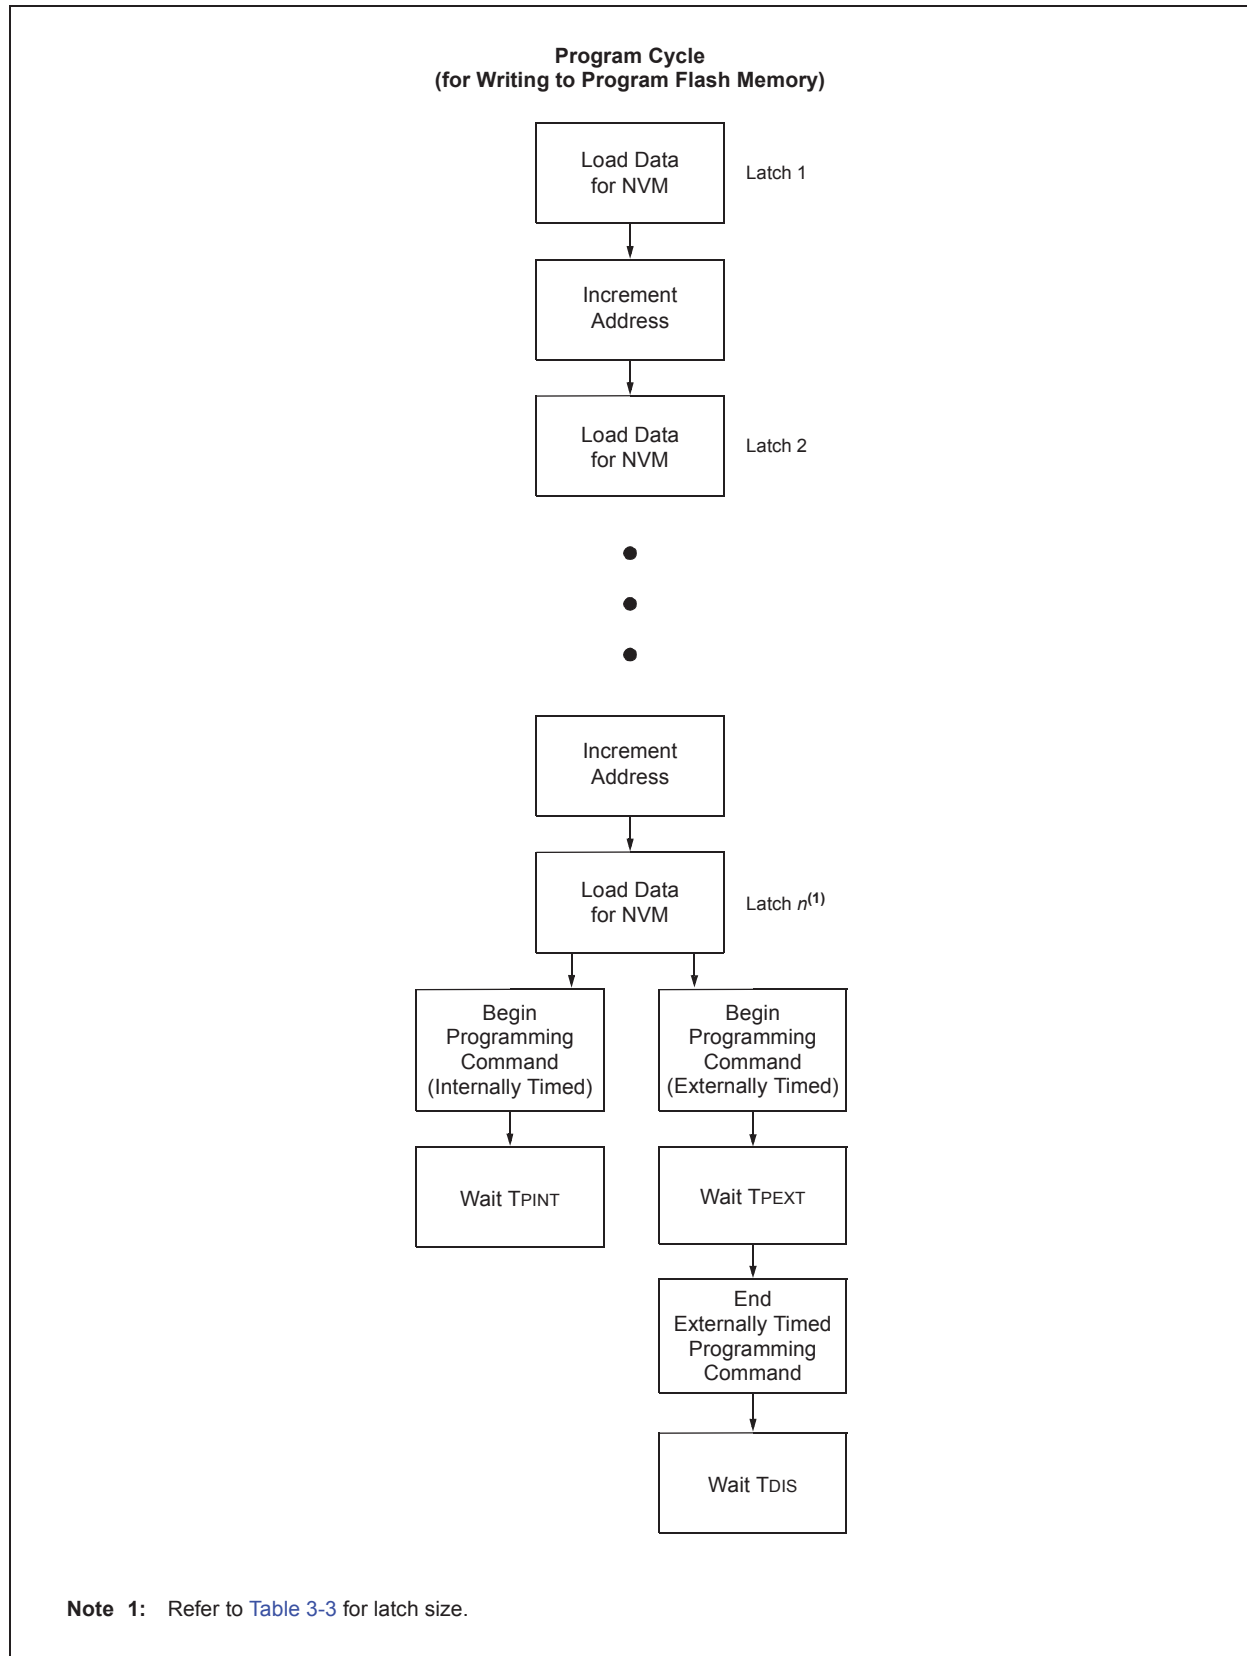 Program Cycle
(for Writing to Program Flash Memory)
Load Data
for NVM
Latch 1
Increment
Address
Load Data
for NVM
Latch 2
Increment
Address
Load Data
for NVM
Latch n(1)
Begin
Programming
Command
(Internally Timed)
Begin
Programming
Command
(Externally Timed)
Wait TPINT
Wait TPEXT
End
Externally Timed
Programming
Command
Wait TDIS
Note 1: Refer to Table 3-3 for latch size.